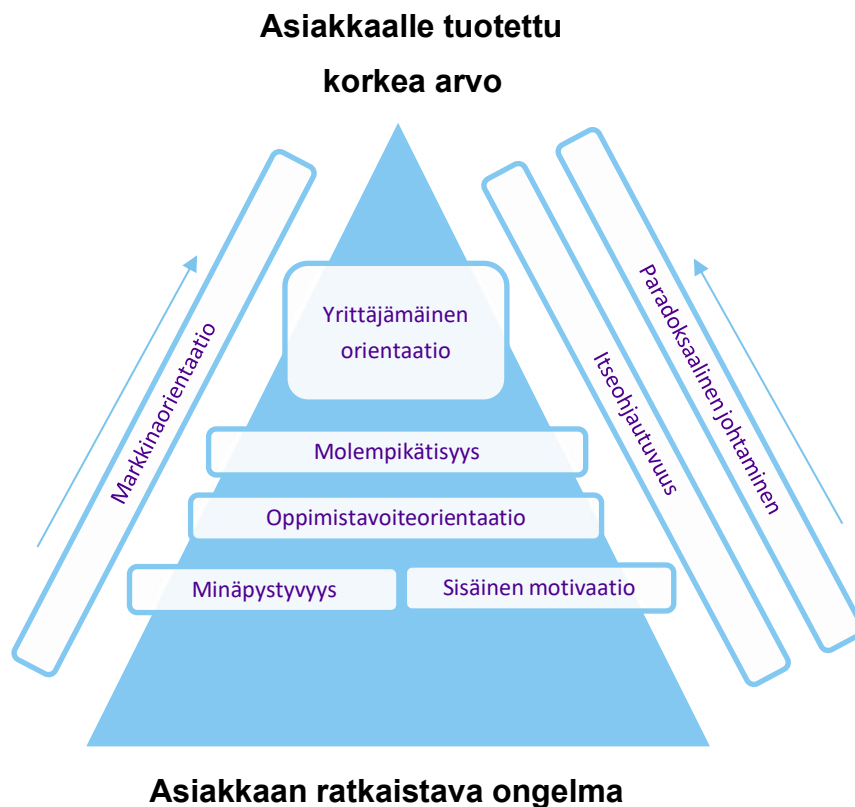 Asiakkaalle tuotettu
korkea arvo
Markkinaorientaatio
Yrittäjämäinen
orientaatio
Molempikätisyys
Oppimistavoiteorientaatio
Minäpystyvyys
Sisäinen motivaatio
Itseohjautuvuus
Paradoksaalinen johtaminen
Asiakkaan ratkaistava ongelma